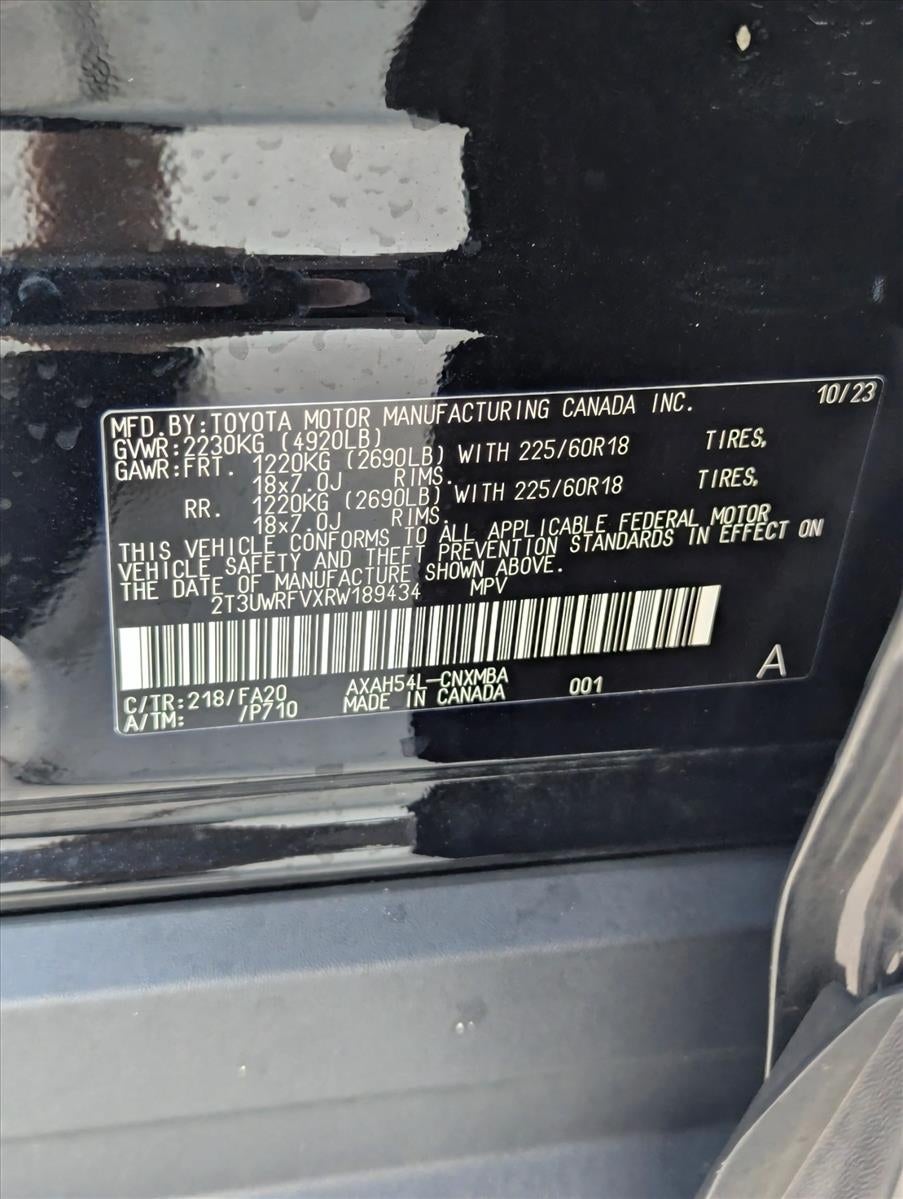 10/23
MFD.BY:TOYOTA MOTOR MANUFACTURING CANADA INC.
GVWR:2230KG (4920LB)
GAWR:FRT. 1220KG (2690LB) WITH 225/60R18 TIRES,
18x7.0J RIMS.
RR. 1220KG (2690LB) WITH 225/60R18 TIRES,
18x7.0J RIMS.
THIS VEHICLE CONFORMS TO ALL APPLICABLE FEDERAL MOTOR
VEHICLE SAFETY AND THEFT PREVENTION STANDARDS IN EFFECT ON
THE DATE OF MANUFACTURE SHOWN ABOVE.
2T3UWRFVXRW189434 MPV
C/TR:218/FA20 AXAH54L-CNXMBA 001 A
A/TM: /P710 MADE IN CANADA